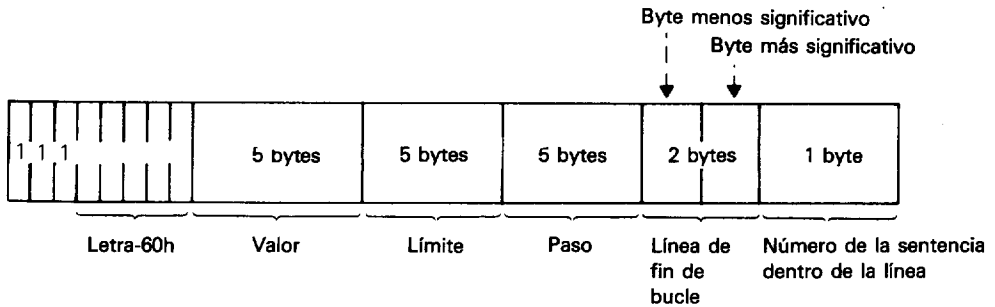 Byte menos significativo
Byte más significativo
1 1 1
5 bytes
5 bytes
5 bytes
2 bytes
1 byte
Letra-60h
Valor
Límite
Paso
Línea de
fin de
bucle
Número de la sentencia
dentro de la línea